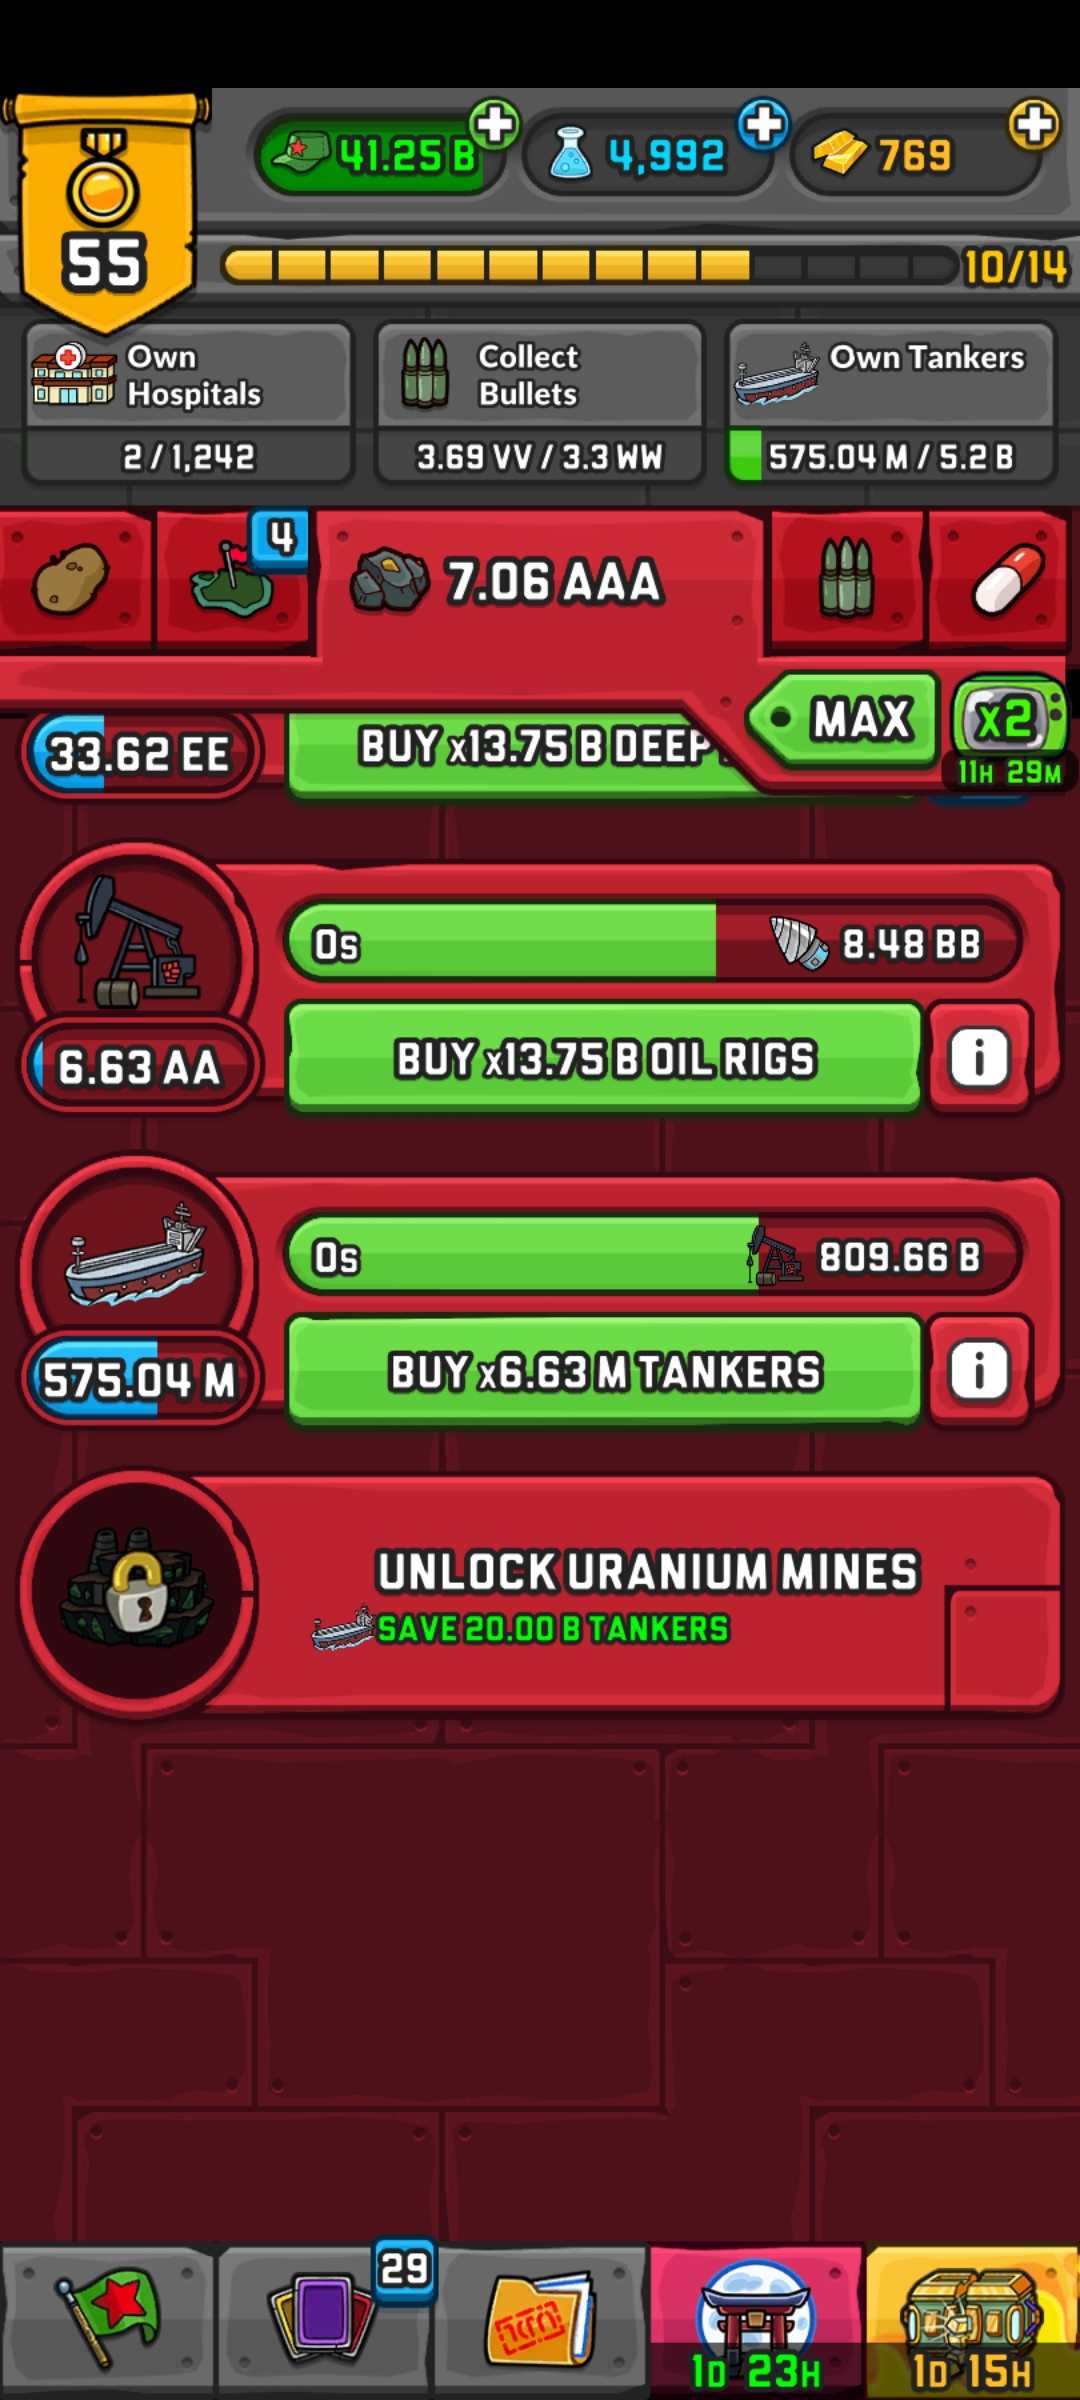 41.25 B
4,992
769
55
10/14
Own Hospitals
2 / 1,242
Collect Bullets
3.69 VV / 3.3 WW
Own Tankers
575.04 M / 5.2 B
4
7.06 AAA
MAX
x2
11H 29M
33.62 EE
BUY x13.75 B DEEP
0s
8.48 BB
6.63 AA
BUY x13.75 B OIL RIGS
i
0s
809.66 B
575.04 M
BUY x6.63 M TANKERS
i
UNLOCK URANIUM MINES
SAVE 20.00 B TANKERS
29
1D 23H
1D 15H